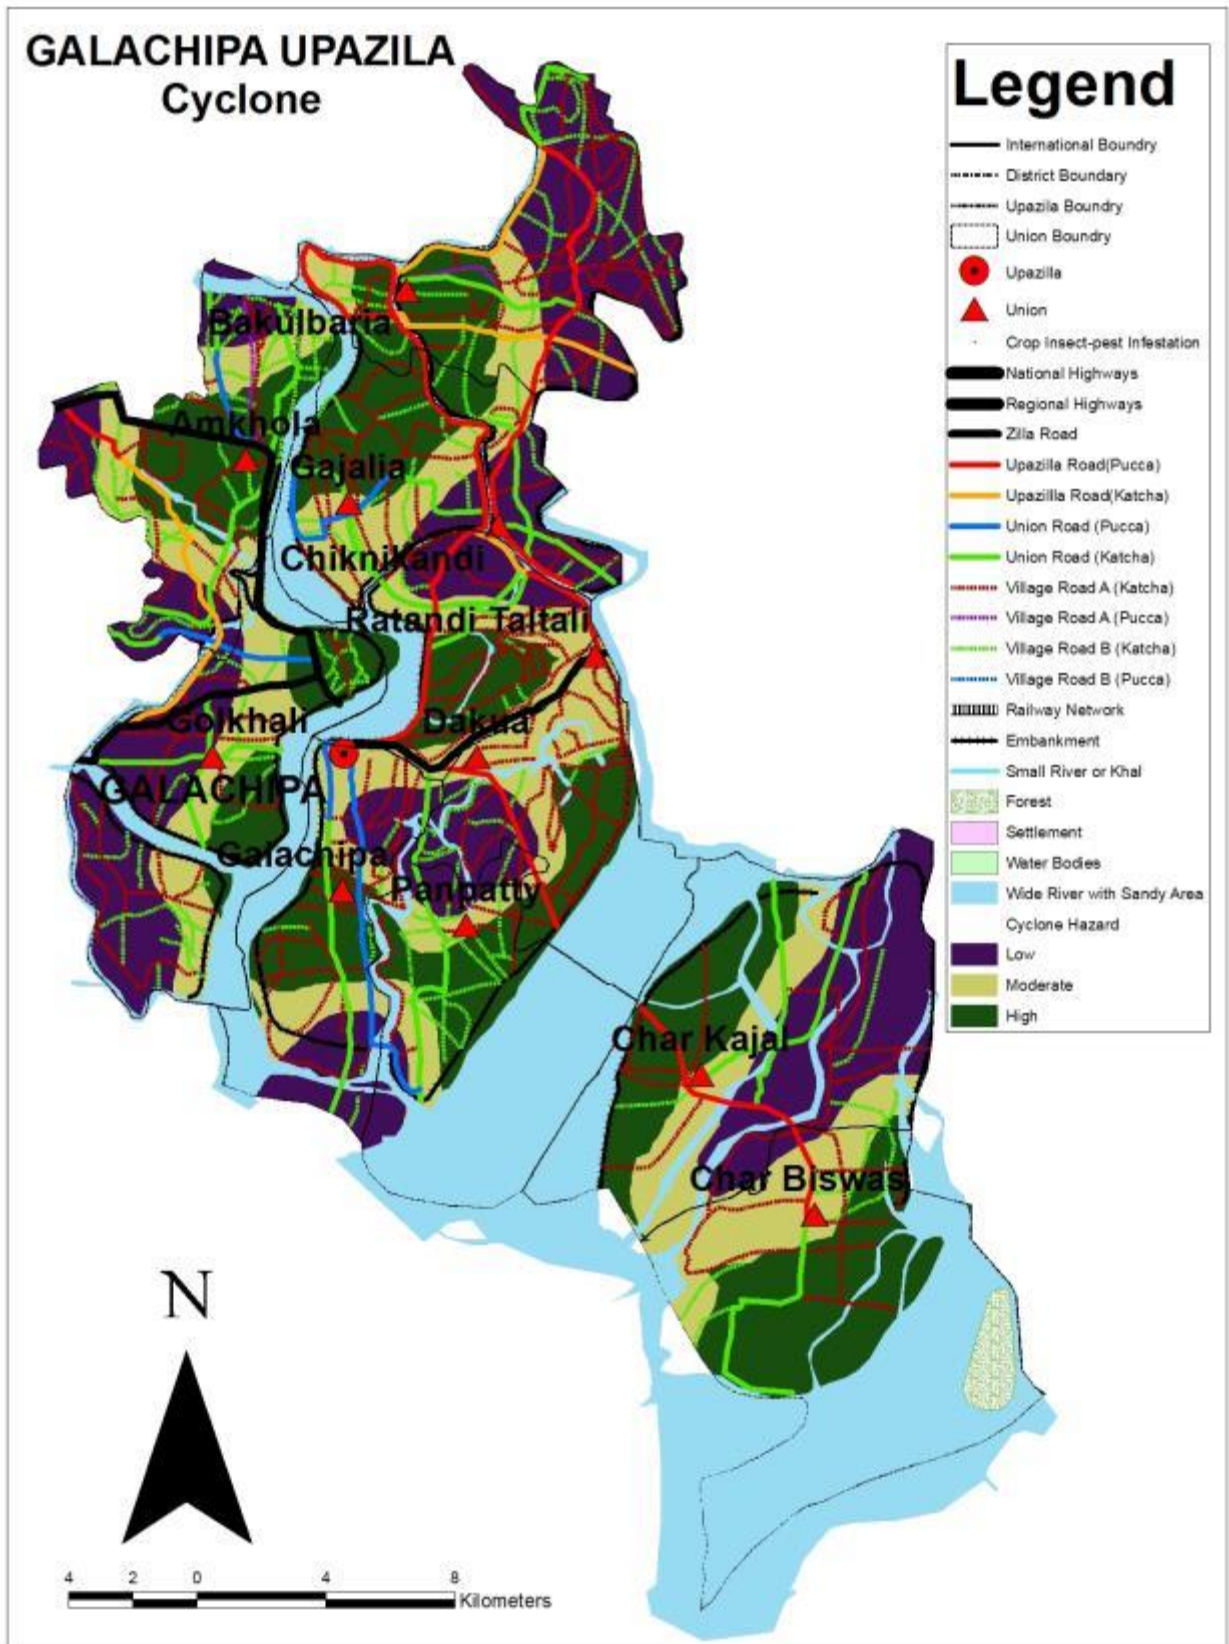 GALACHIPA UPAZILA
Cyclone
Legend
International Boundry
District Boundary
Upazila Boundry
Union Boundry
Upazilla
Union
Crop Insect-pest Infestation
National Highways
Regional Highways
Zilla Road
Upazilla Road(Pucca)
Upazillla Road(Katcha)
Union Road (Pucca)
Union Road (Katcha)
Village Road A (Katcha)
Village Road A (Pucca)
Village Road B (Katcha)
Village Road B (Pucca)
Railway Network
Embankment
Small River or Khal
Forest
Settlement
Water Bodies
Wide River with Sandy Area
Cyclone Hazard
Low
Moderate
High
Bakulbaria
Amkhola
Gajalia
Chiknikandi
Ratandi Taltali
Golkhali
Dakua
GALACHIPA
Galachipa
Panpatty
Char Kajal
Char Biswas
N
4 2 0 4 8
Kilometers